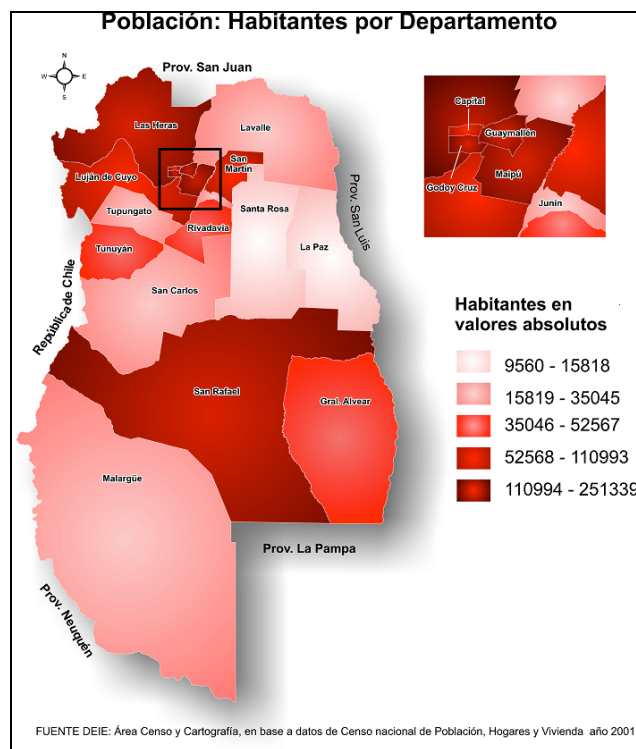 Población: Habitantes por Departamento
N
W
E
S
Prov. San Juan
Las Heras
Lavalle
San
Martín
Luján de Cuyo
Tupungato
Santa Rosa
Rivadavia
La Paz
Tunuyán
San Carlos
Prov. San Luis
República de Chile
San Rafael
Gral. Alvear
Malargüe
Prov. La Pampa
Prov. Neuquén
Capital
Guaymallén
Maipú
Godoy Cruz
Junín
Habitantes en
valores absolutos
9560 - 15818
15819 - 35045
35046 - 52567
52568 - 110993
110994 - 251339
FUENTE DEIE: Área Censo y Cartografía, en base a datos de Censo nacional de Población, Hogares y Vivienda año 2001